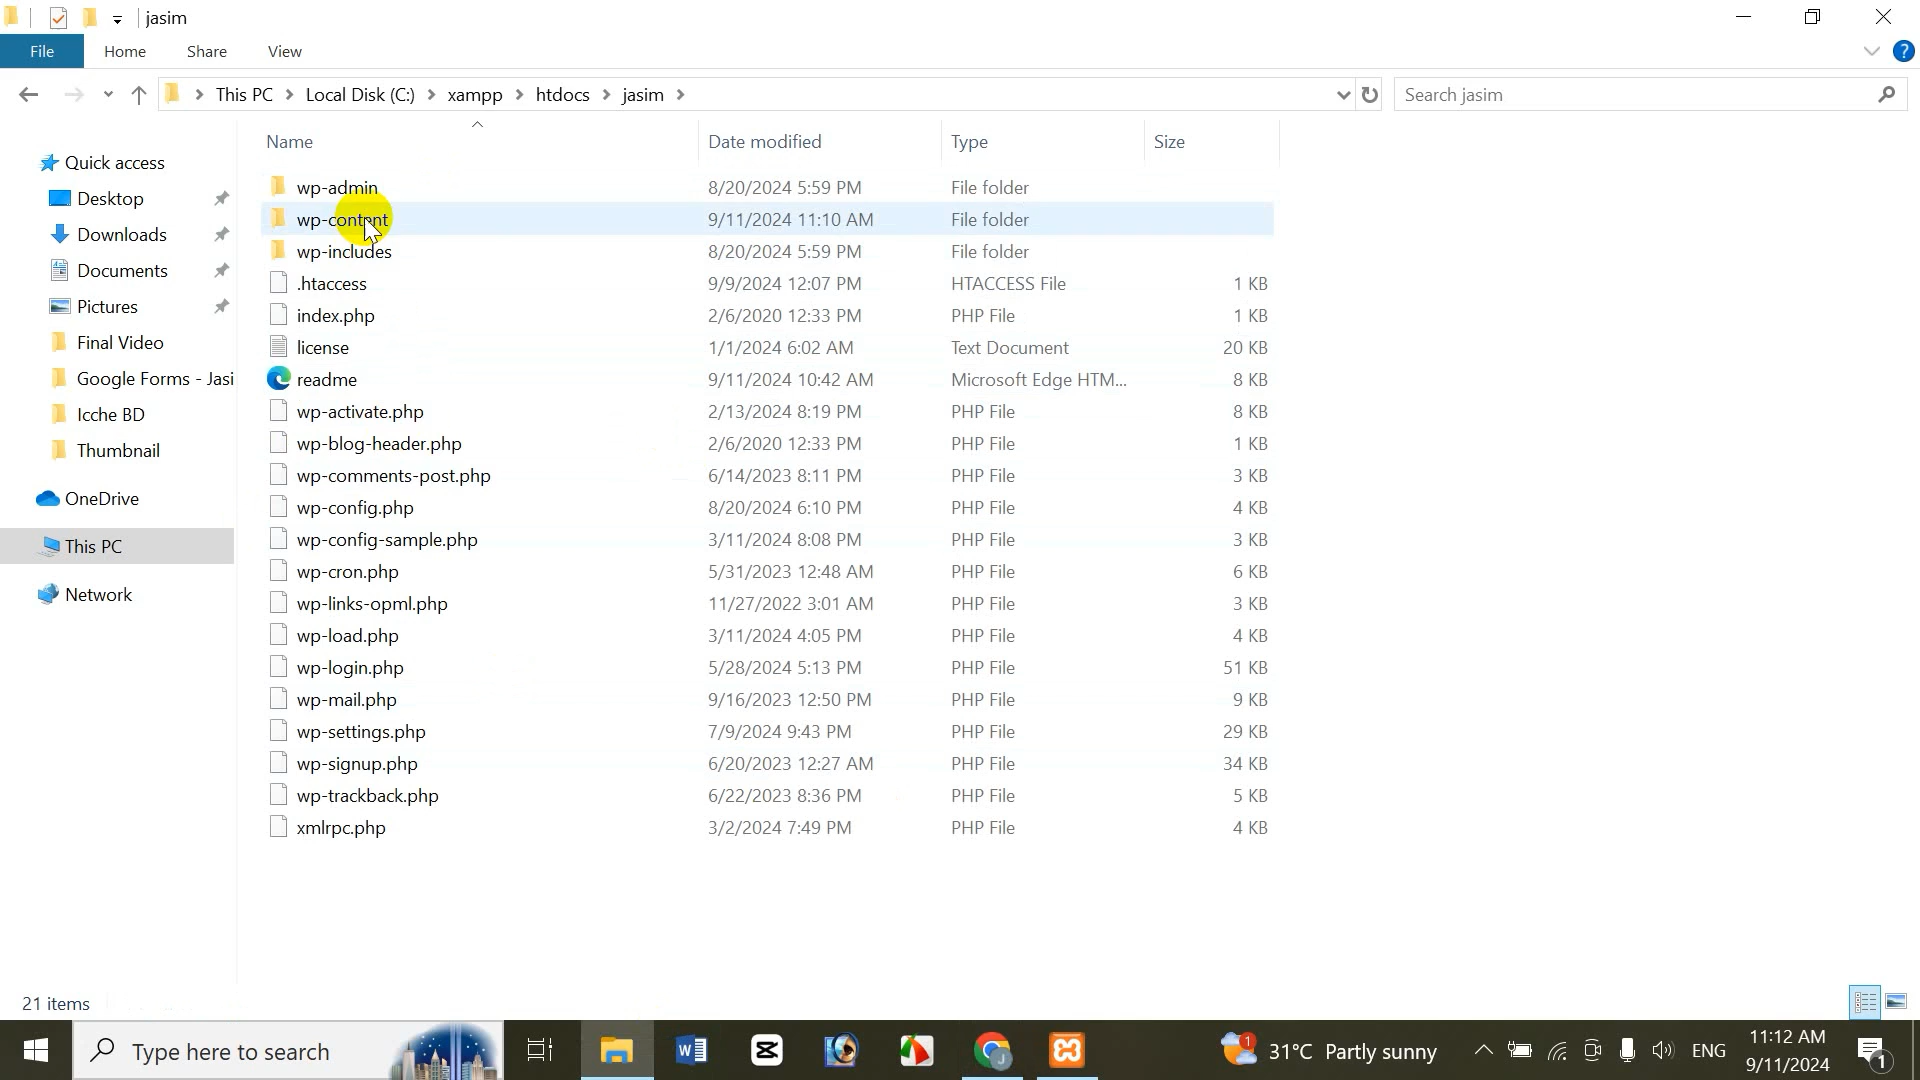 jasim
File Home Share View
This PC Local Disk (C:) xampp htdocs jasim
Search jasim
Name Date modified Type Size
Quick access
Desktop
Downloads
Documents
Pictures
Final Video
Google Forms - Jasi
Icche BD
Thumbnail
OneDrive
This PC
Network
wp-admin 8/20/2024 5:59 PM File folder
wp-content 9/11/2024 11:10 AM File folder
wp-includes 8/20/2024 5:59 PM File folder
.htaccess 9/9/2024 12:07 PM HTACCESS File 1 KB
index.php 2/6/2020 12:33 PM PHP File 1 KB
license 1/1/2024 6:02 AM Text Document 20 KB
readme 9/11/2024 10:42 AM Microsoft Edge HTM... 8 KB
wp-activate.php 2/13/2024 8:19 PM PHP File 8 KB
wp-blog-header.php 2/6/2020 12:33 PM PHP File 1 KB
wp-comments-post.php 6/14/2023 8:11 PM PHP File 3 KB
wp-config.php 8/20/2024 6:10 PM PHP File 4 KB
wp-config-sample.php 3/11/2024 8:08 PM PHP File 3 KB
wp-cron.php 5/31/2023 12:48 AM PHP File 6 KB
wp-links-opml.php 11/27/2022 3:01 AM PHP File 3 KB
wp-load.php 3/11/2024 4:05 PM PHP File 4 KB
wp-login.php 5/28/2024 5:13 PM PHP File 51 KB
wp-mail.php 9/16/2023 12:50 PM PHP File 9 KB
wp-settings.php 7/9/2024 9:43 PM PHP File 29 KB
wp-signup.php 6/20/2023 12:27 AM PHP File 34 KB
wp-trackback.php 6/22/2023 8:36 PM PHP File 5 KB
xmlrpc.php 3/2/2024 7:49 PM PHP File 4 KB
21 items
Type here to search
1
31°C Partly sunny
ENG
11:12 AM
9/11/2024
1